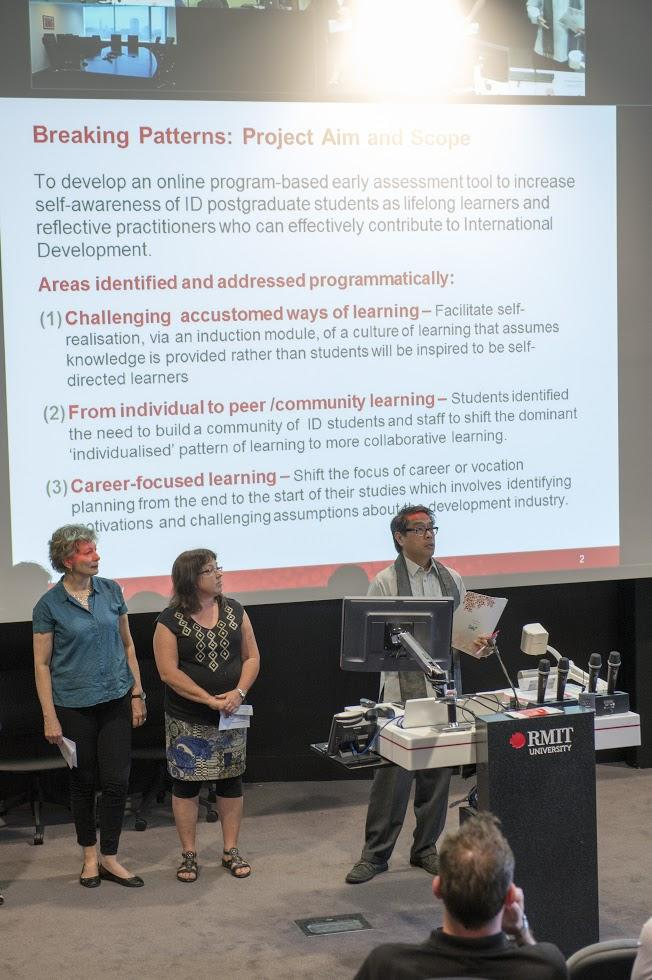 Breaking Patterns: Project Aim and Scope
To develop an online program-based early assessment tool to increase
self-awareness of ID postgraduate students as lifelong learners and
reflective practitioners who can effectively contribute to International
Development.
Areas identified and addressed programmatically:
(1) Challenging accustomed ways of learning – Facilitate self-
realisation, via an induction module, of a culture of learning that assumes
knowledge is provided rather than students will be inspired to be self-
directed learners
(2) From individual to peer /community learning – Students identified
the need to build a community of ID students and staff to shift the dominant
'individualised' pattern of learning to more collaborative learning.
(3) Career-focused learning – Shift the focus of career or vocation
planning from the end to the start of their studies which involves identifying
motivations and challenging assumptions about the development industry.
2
RMIT
UNIVERSITY